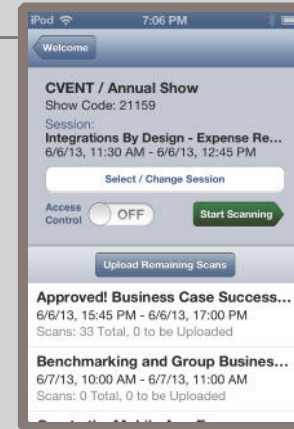 iPod 7:06 PM
Welcome
CVENT / Annual Show
Show Code: 21159
Session:
Integrations By Design - Expense Re...
6/6/13, 11:30 AM - 6/6/13, 12:45 PM
Select / Change Session
Access
Control OFF Start Scanning
Upload Remaining Scans
Approved! Business Case Success...
6/6/13, 15:45 PM - 6/6/13, 17:00 PM
Scans: 33 Total, 0 to be Uploaded
Benchmarking and Group Busines...
6/7/13, 10:00 AM - 6/7/13, 11:00 AM
Scans: 0 Total, 0 to be Uploaded